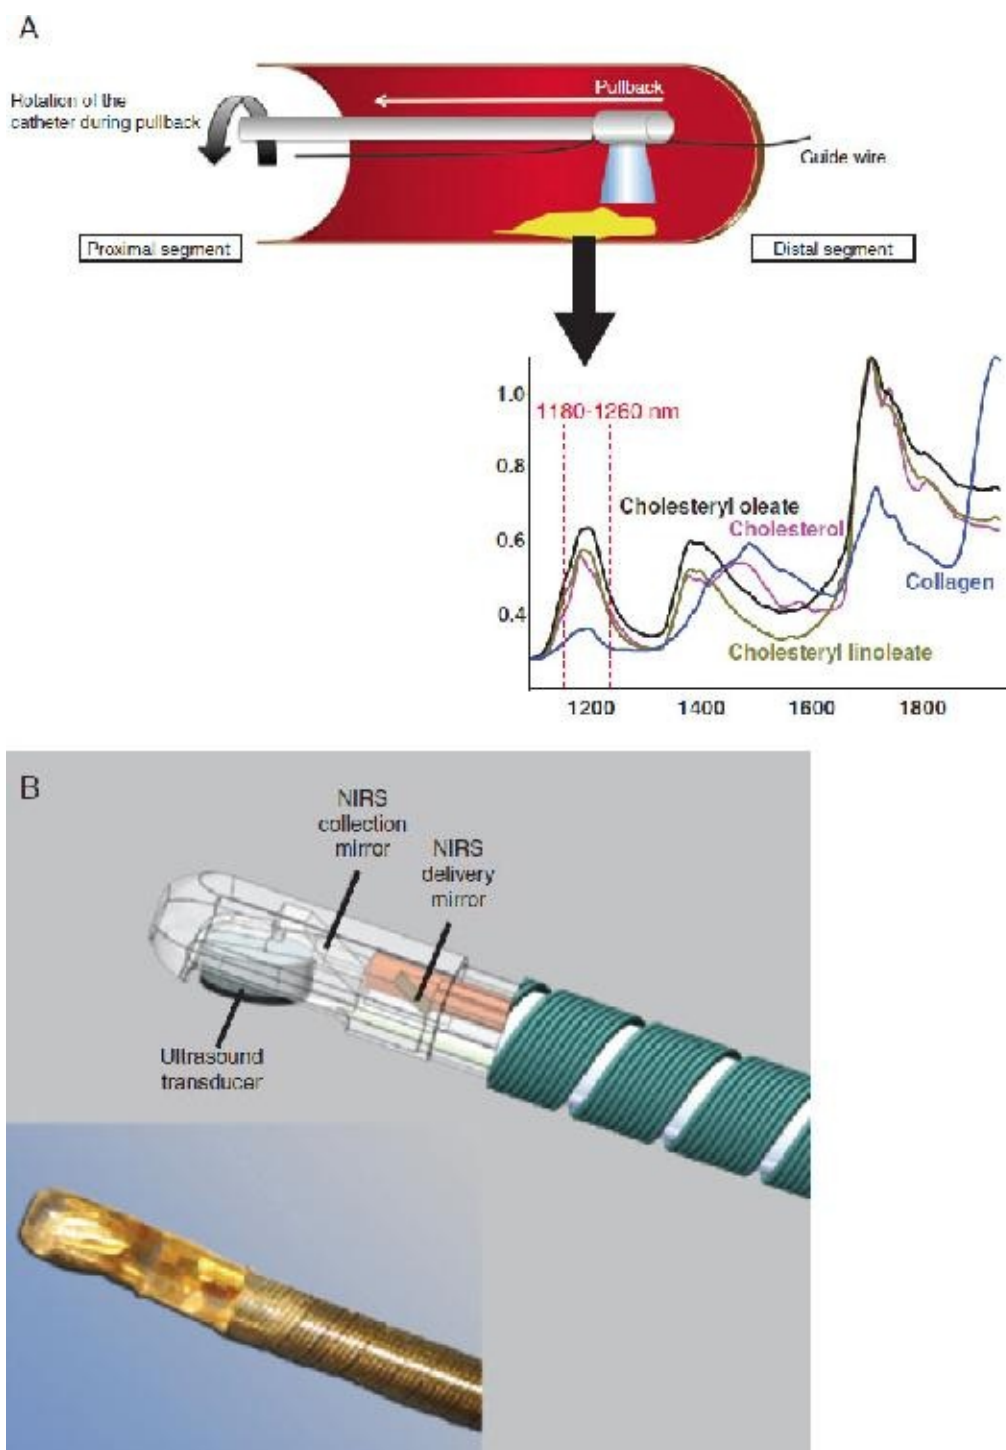 A
Rotation of the
catheter during pullback
Pullback
Guide wire
Proximal segment
Distal segment
1.0
0.8
0.6
0.4
1180-1260 nm
Cholesteryl oleate
Cholesterol
Collagen
Cholesteryl linoleate
1200
1400
1600
1800
B
NIRS
collection
mirror
NIRS
delivery
mirror
Ultrasound
transducer